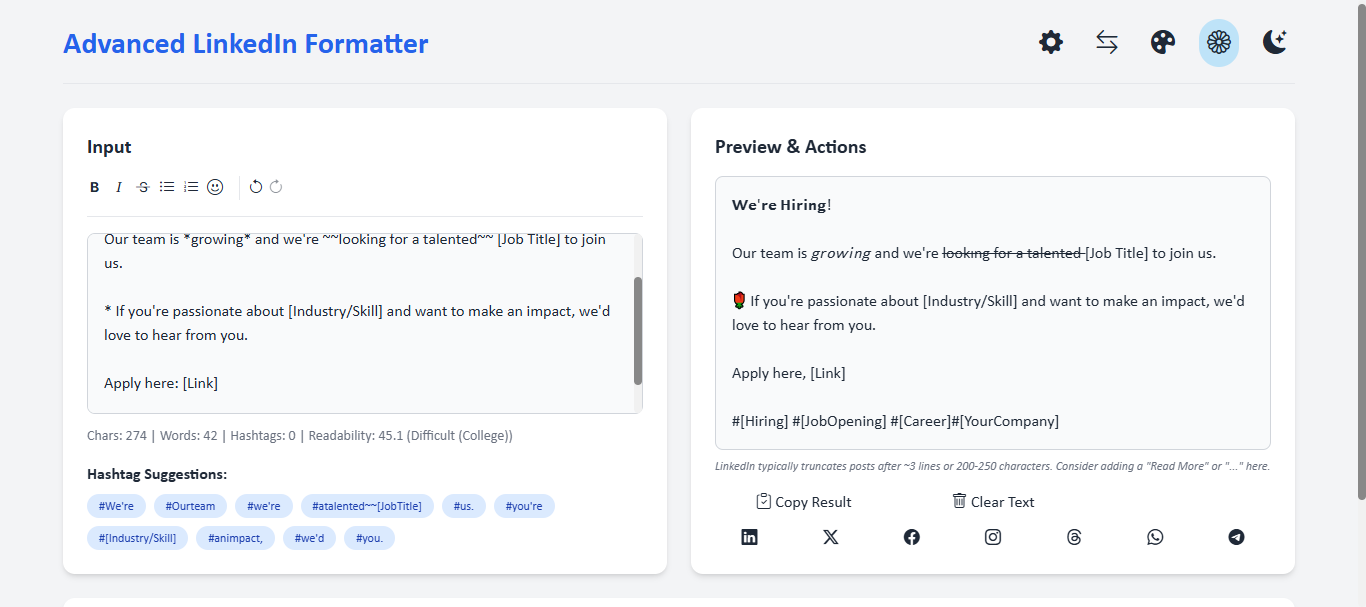 Advanced LinkedIn Formatter
Input
B I S
Our team is *growing* and we're ~~looking for a talented~~ [Job Title] to join
us.
* If you're passionate about [Industry/Skill] and want to make an impact, we'd
love to hear from you.
Apply here: [Link]
Chars: 274 | Words: 42 | Hashtags: 0 | Readability: 45.1 (Difficult (College))
Hashtag Suggestions:
#We're #Ourteam #we're #atalented~~[JobTitle] #us. #you're
#[Industry/Skill] #animpact, #we'd #you.
Preview & Actions
We're Hiring!
Our team is growing and we're looking for a talented [Job Title] to join us.
🌹 If you're passionate about [Industry/Skill] and want to make an impact, we'd
love to hear from you.
Apply here, [Link]
#[Hiring] #[JobOpening] #[Career]#[YourCompany]
LinkedIn typically truncates posts after ~3 lines or 200-250 characters. Consider adding a "Read More" or "..." here.
Copy Result Clear Text